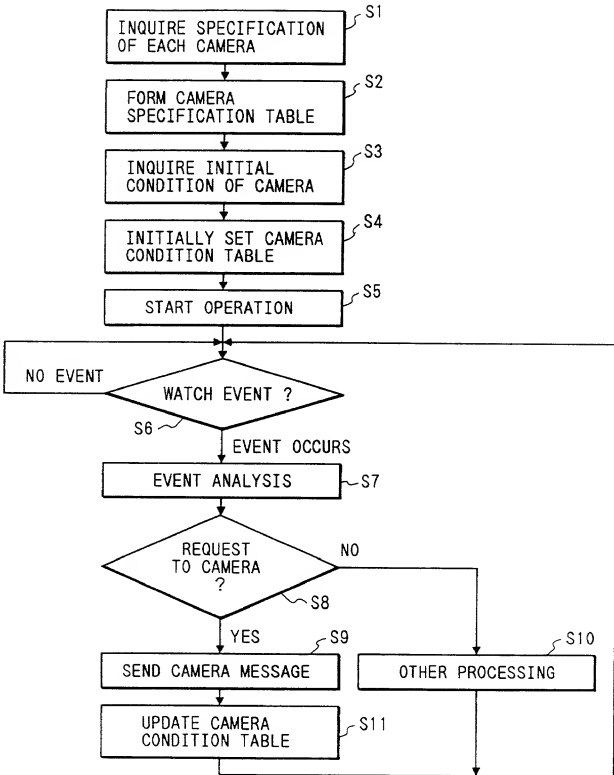 S1
INQUIRE SPECIFICATION
OF EACH CAMERA
S2
FORM CAMERA
SPECIFICATION TABLE
S3
INQUIRE INITIAL
CONDITION OF CAMERA
S4
INITIALLY SET CAMERA
CONDITION TABLE
S5
START OPERATION
NO EVENT
WATCH EVENT ?
S6
EVENT OCCURS
EVENT ANALYSIS
S7
REQUEST
TO CAMERA
?
NO
S8
YES
S9
SEND CAMERA MESSAGE
S10
OTHER PROCESSING
S11
UPDATE CAMERA
CONDITION TABLE